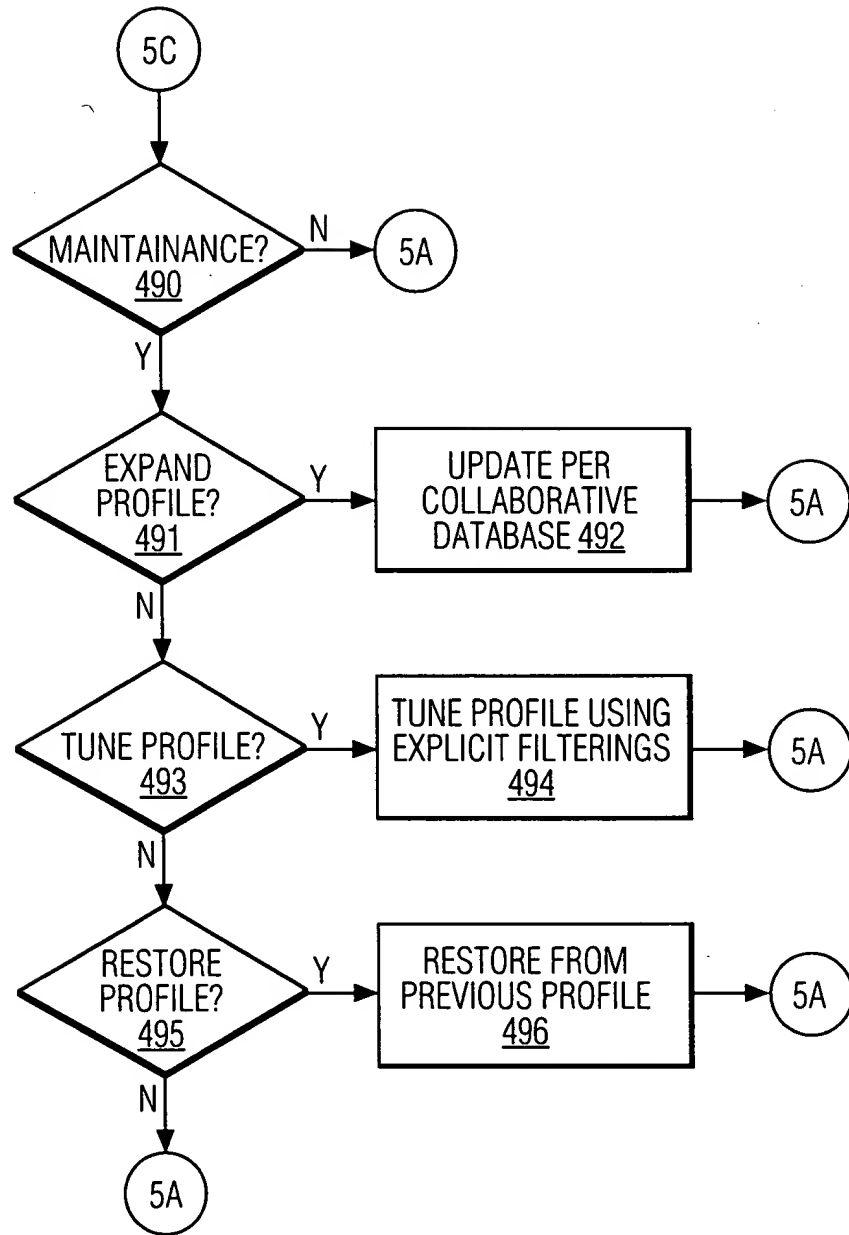 5C
MAINTAINANCE?
490
N
5A
Y
EXPAND
PROFILE?
491
Y
UPDATE PER
COLLABORATIVE
DATABASE 492
5A
N
TUNE PROFILE?
493
Y
TUNE PROFILE USING
EXPLICIT FILTERINGS
494
5A
N
RESTORE
PROFILE?
495
Y
RESTORE FROM
PREVIOUS PROFILE
496
5A
N
5A